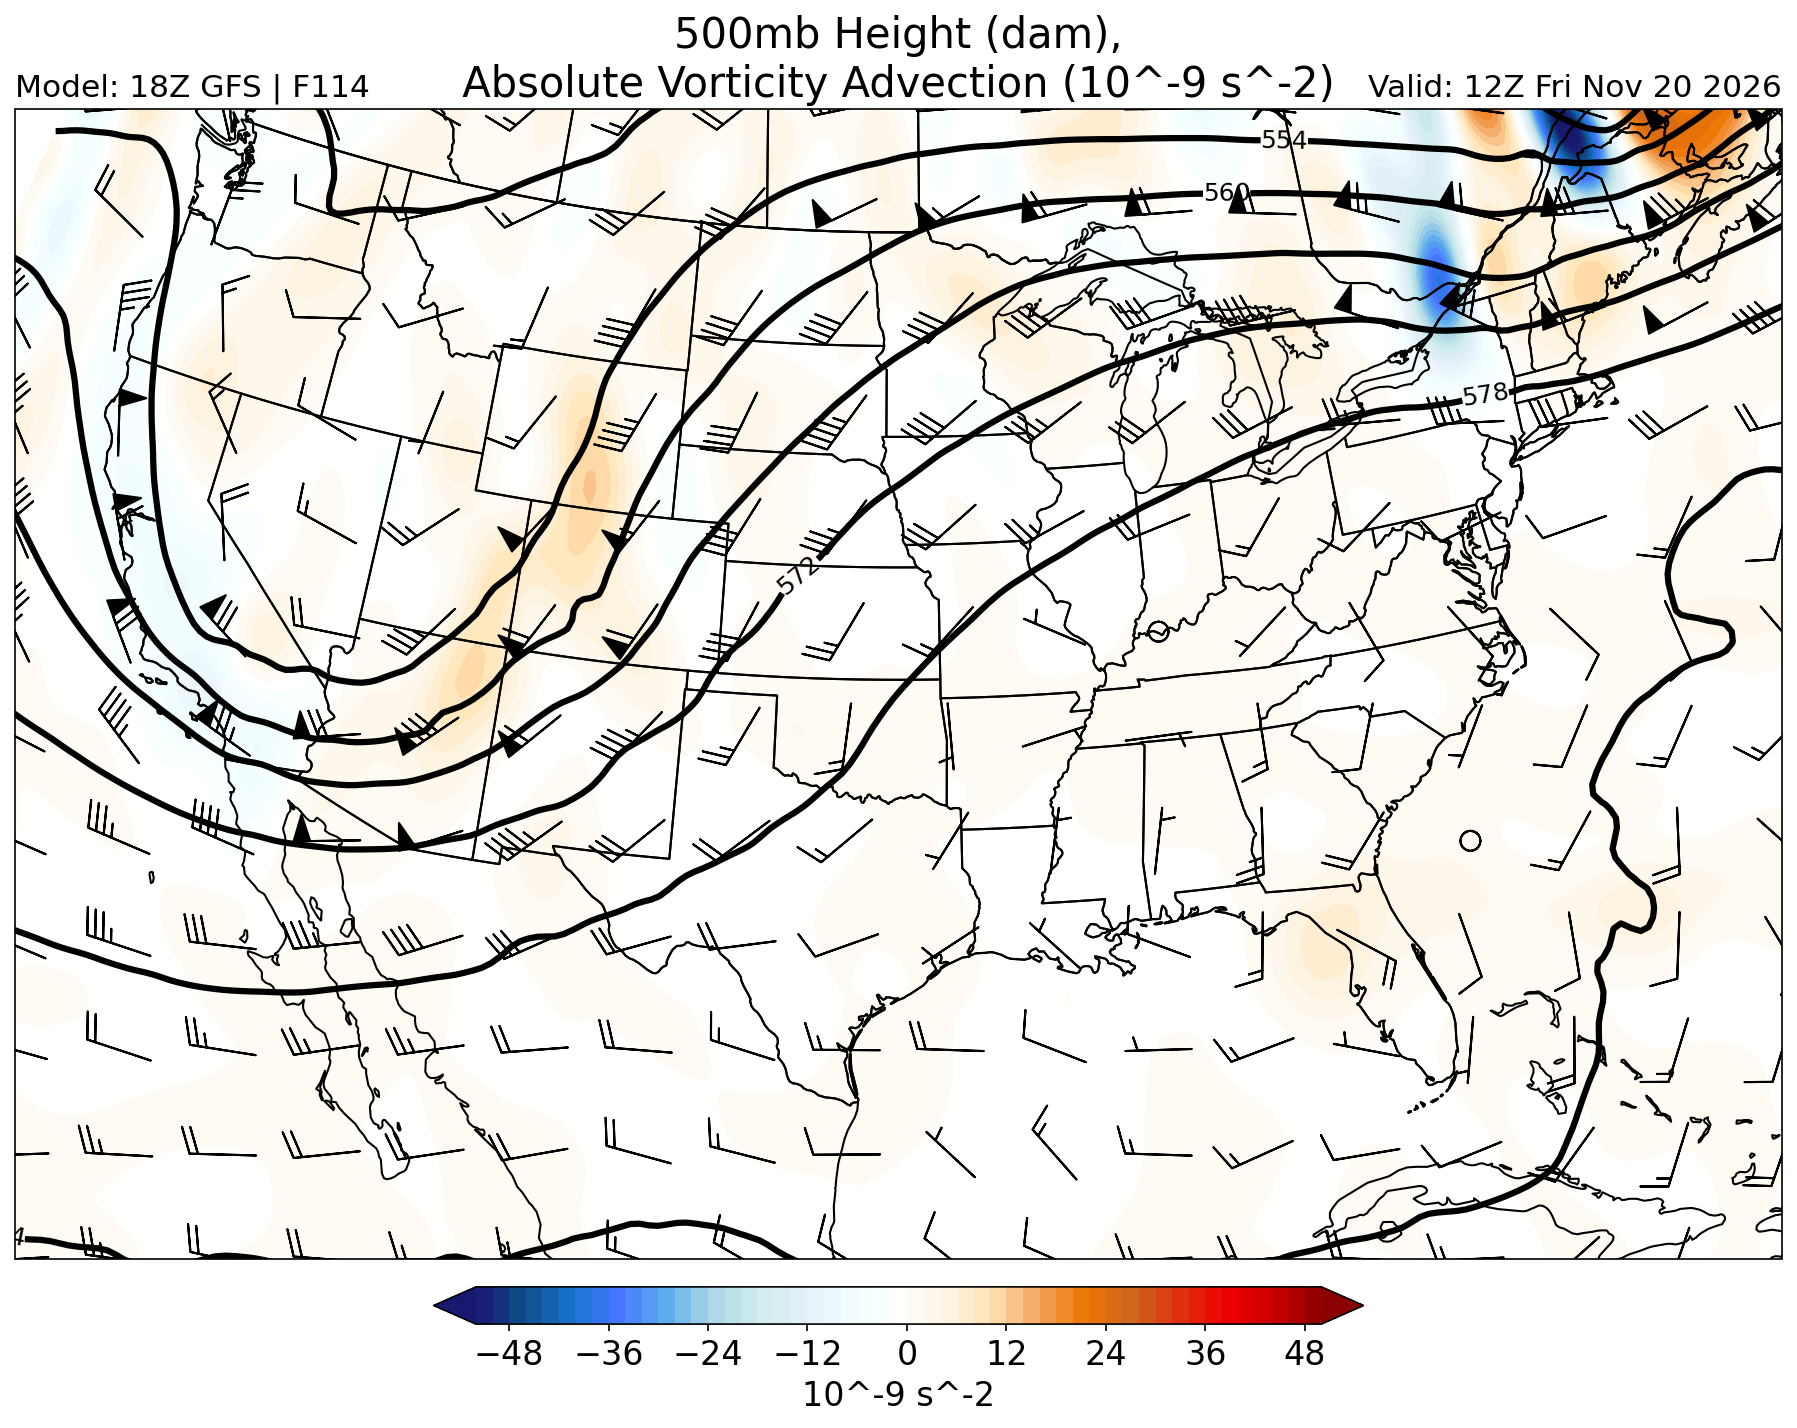 500mb Height (dam),
Model: 18Z GFS | F114
Absolute Vorticity Advection (10^-9 s^-2)
Valid: 12Z Fri Nov 20 2026
554
560
578
572
−48 −36 −24 −12 0 12 24 36 48
10^-9 s^-2